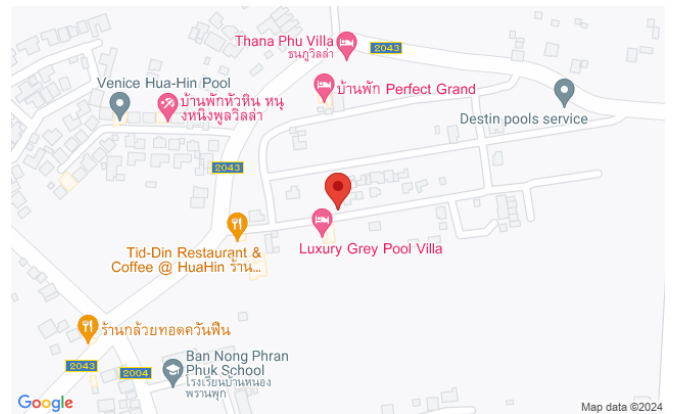 Thana Phu Villa
ธนภูวิลล่า
2043
Venice Hua-Hin Pool
บ้านพักหัวหิน หนุ
งหนิงพูลวิลล่า
บ้านพัก Perfect Grand
Destin pools service
2043
Tid-Din Restaurant &
Coffee @ HuaHin ร้าน...
Luxury Grey Pool Villa
ร้านกล้วยทอดควันฟืน
2043
2004
Ban Nong Phran
Phuk School
โรงเรียนบ้านหนอง
พรานพุก
Google
Map data ©2024